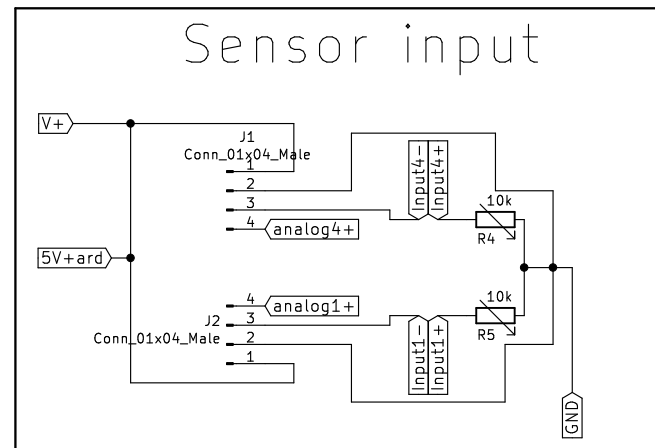 Sensor input
V+
J1
Conn_01x04_Male
1
2
3
4
analog4+
Input4-
Input4+
10k
R4
5V+ard
4
analog1+
J2
3
Conn_01x04_Male
2
1
Input1-
Input1+
10k
R5
GND